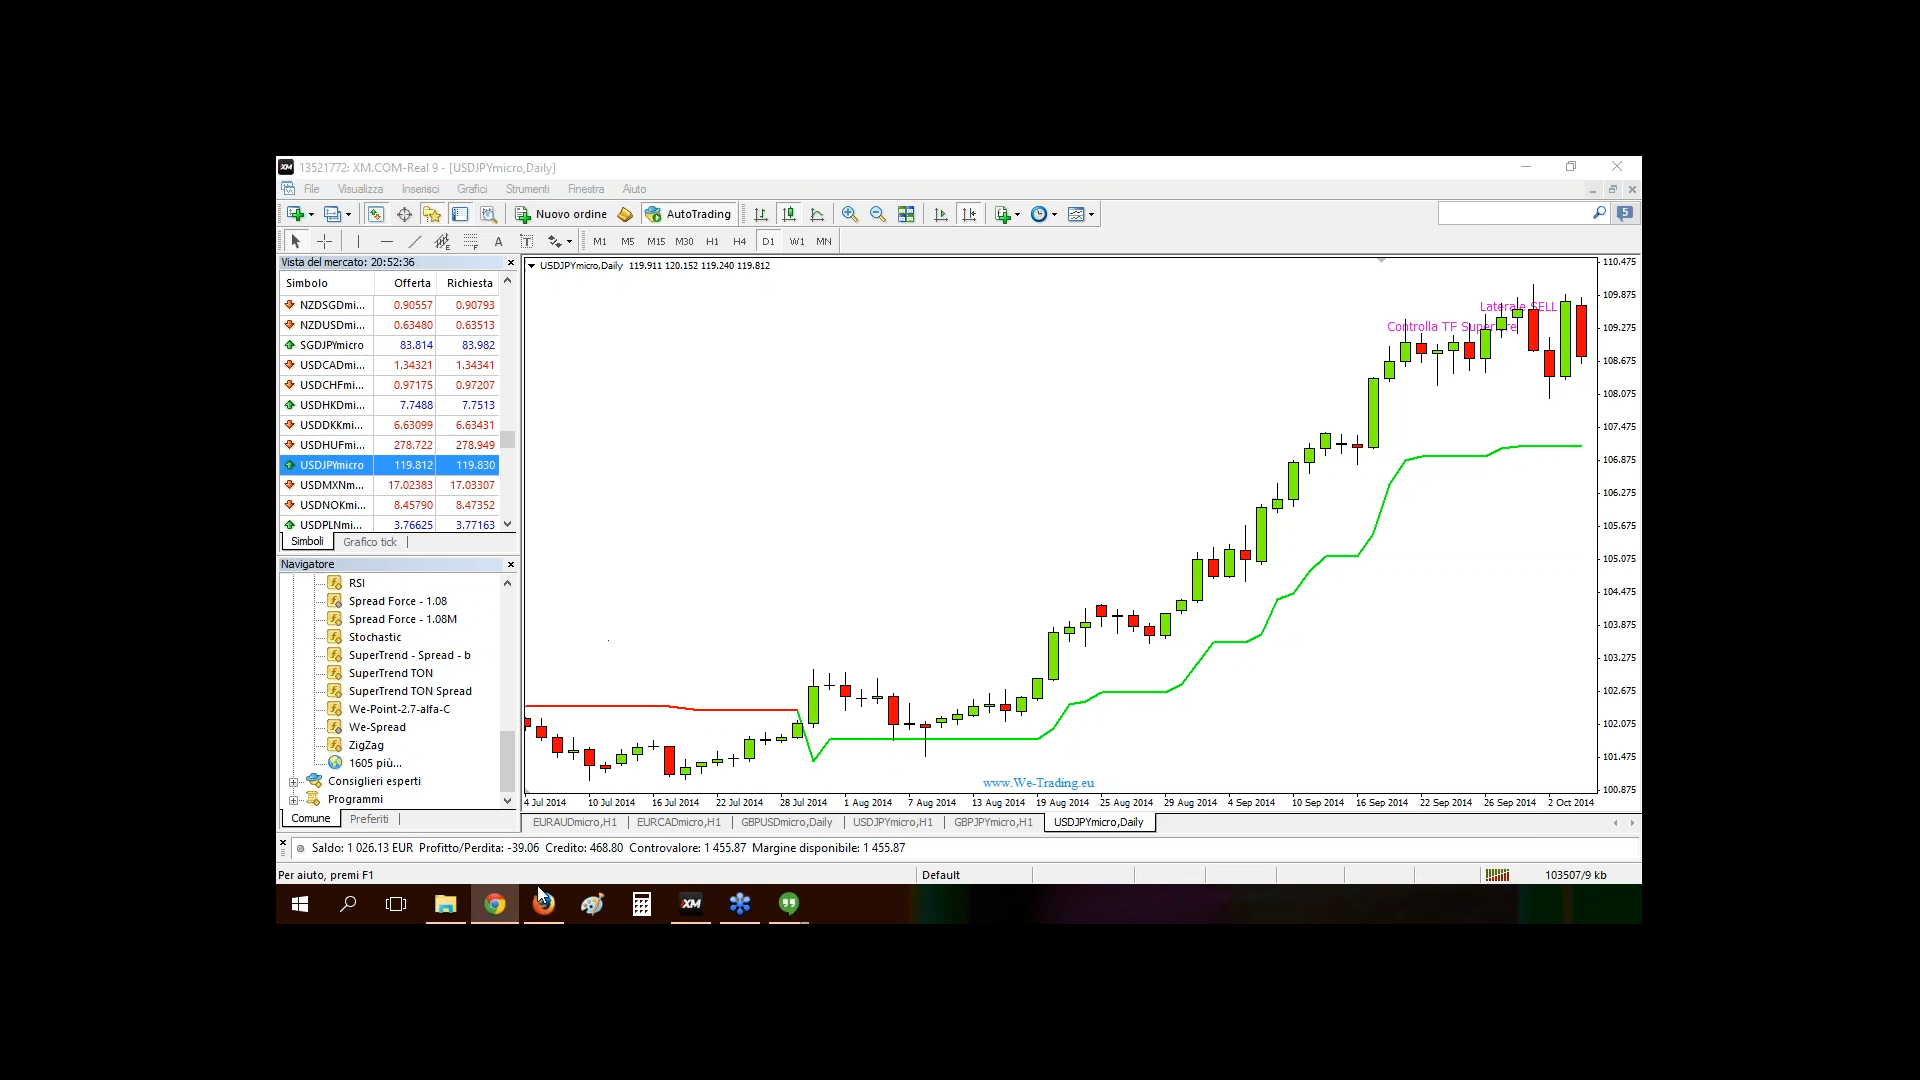 XM 13521772: XM.COM-Real 9 - [USDJPYmicro,Daily]
File Visualizza Inserisci Grafici Strumenti Finestra Aiuto
Nuovo ordine AutoTrading 5
A T M1 M5 M15 M30 H1 H4 D1 W1 MN
Vista del mercato: 20:52:36
Simbolo Offerta Richiesta
NZDSGDmi... 0.90557 0.90793
NZDUSDmi... 0.63480 0.63513
SGDJPYmicro 83.814 83.982
USDCADmi... 1.34321 1.34341
USDCHFmi... 0.97175 0.97207
USDHKDmi... 7.7488 7.7513
USDDKKmi... 6.63099 6.63431
USDHUFmi... 278.722 278.949
USDJPYmicro 119.812 119.830
USDMXNm... 17.02383 17.03307
USDNOKmi... 8.45790 8.47352
USDPLNmi... 3.76625 3.77163
Simboli Grafico tick
Navigatore
RSI
Spread Force - 1.08
Spread Force - 1.08M
Stochastic
SuperTrend - Spread - b
SuperTrend TON
SuperTrend TON Spread
We-Point-2.7-alfa-C
We-Spread
ZigZag
1605 più...
Consiglieri esperti
Programmi
Comune Preferiti
USDJPYmicro,Daily 119.911 120.152 119.240 119.812
Laterale SELL
Controlla TF Superiore
www.We-Trading.eu
110.475
109.875
109.275
108.675
108.075
107.475
106.875
106.275
105.675
105.075
104.475
103.875
103.275
102.675
102.075
101.475
100.875
4 Jul 2014 10 Jul 2014 16 Jul 2014 22 Jul 2014 28 Jul 2014 1 Aug 2014 7 Aug 2014 13 Aug 2014 19 Aug 2014 25 Aug 2014 29 Aug 2014 4 Sep 2014 10 Sep 2014 16 Sep 2014 22 Sep 2014 26 Sep 2014 2 Oct 2014
EURAUDmicro,H1 EURCADmicro,H1 GBPUSDmicro,Daily USDJPYmicro,H1 GBPJPYmicro,H1 USDJPYmicro,Daily
Saldo: 1 026.13 EUR Profitto/Perdita: -39.06 Credito: 468.80 Controvalore: 1 455.87 Margine disponibile: 1 455.87
Per aiuto, premi F1 Default 103507/9 kb
XM